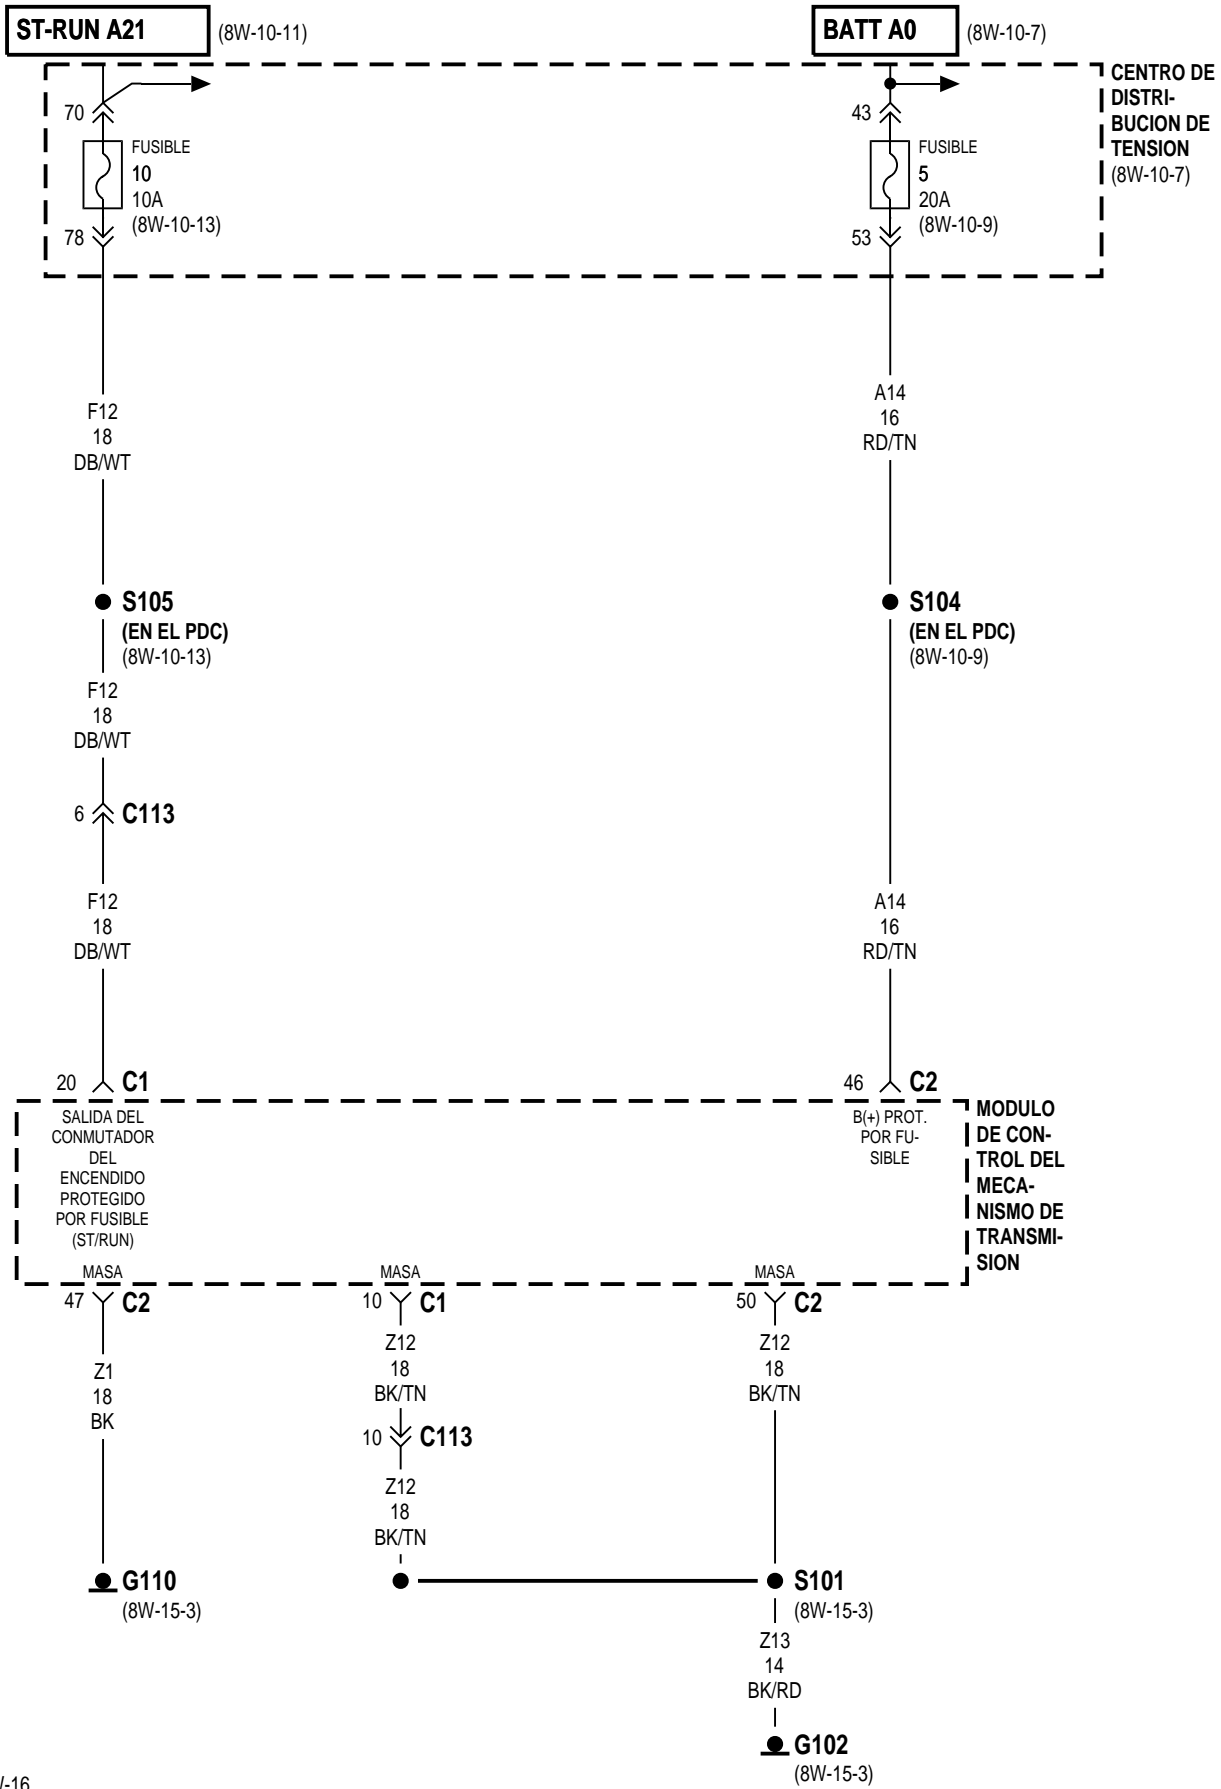 ST-RUN A21 (8W-10-11)
BATT A0 (8W-10-7)
CENTRO DE
DISTRI-
BUCION DE
TENSION
(8W-10-7)
70
FUSIBLE
10
10A
(8W-10-13)
78
43
FUSIBLE
5
20A
(8W-10-9)
53
F12
18
DB/WT
A14
16
RD/TN
S105
(EN EL PDC)
(8W-10-13)
S104
(EN EL PDC)
(8W-10-9)
F12
18
DB/WT
6 C113
F12
18
DB/WT
A14
16
RD/TN
20 C1
46 C2
SALIDA DEL
CONMUTADOR
DEL
ENCENDIDO
PROTEGIDO
POR FUSIBLE
(ST/RUN)
B(+) PROT.
POR FU-
SIBLE
MODULO
DE CON-
TROL DEL
MECA-
NISMO DE
TRANSMI-
SION
MASA
MASA
MASA
47 C2
10 C1
50 C2
Z1
18
BK
Z12
18
BK/TN
Z12
18
BK/TN
10 C113
Z12
18
BK/TN
G110
(8W-15-3)
S101
(8W-15-3)
Z13
14
BK/RD
G102
(8W-15-3)